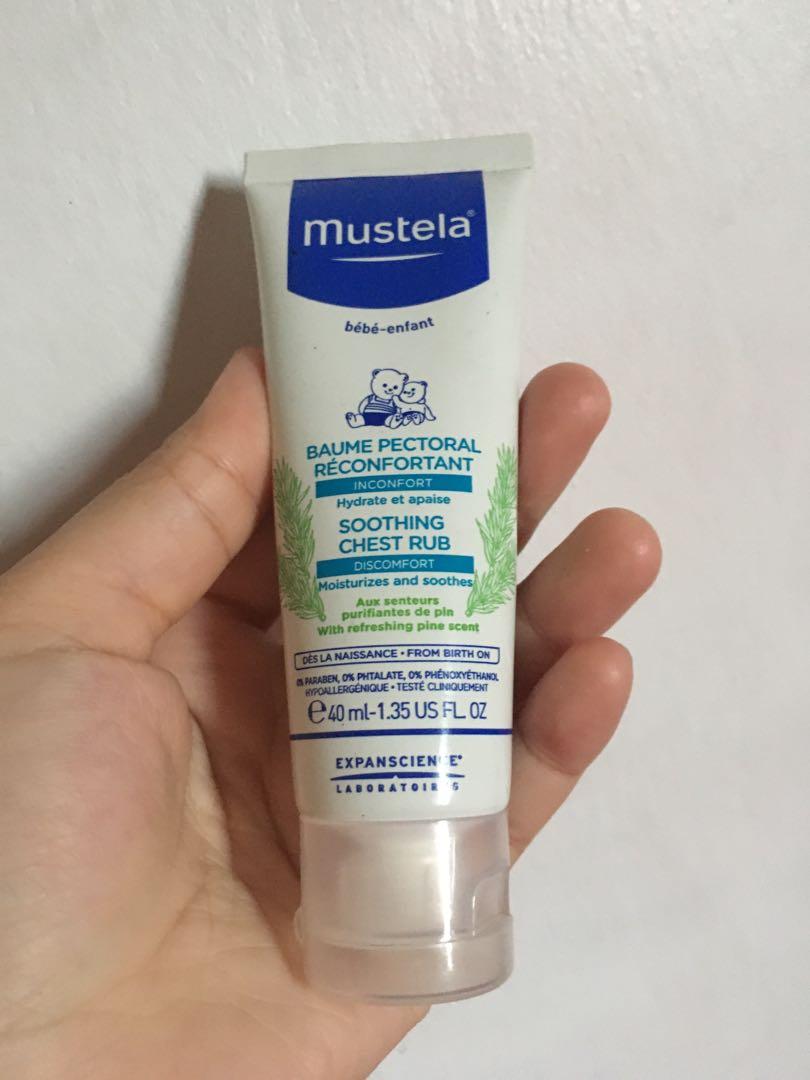 mustela®
bébé-enfant
BAUME PECTORAL
RÉCONFORTANT
INCONFORT
Hydrate et apaise
SOOTHING
CHEST RUB
DISCOMFORT
Moisturizes and soothes
Aux senteurs
purifiantes de pin
With refreshing pine scent
DÈS LA NAISSANCE • FROM BIRTH ON
0% PARABEN, 0% PHTALATE, 0% PHÉNOXYÉTHANOL
HYPOALLERGÉNIQUE • TESTÉ CLINIQUEMENT
℮ 40 ml-1.35 US FL. OZ
EXPANSCIENCE®
LABORATOIRES